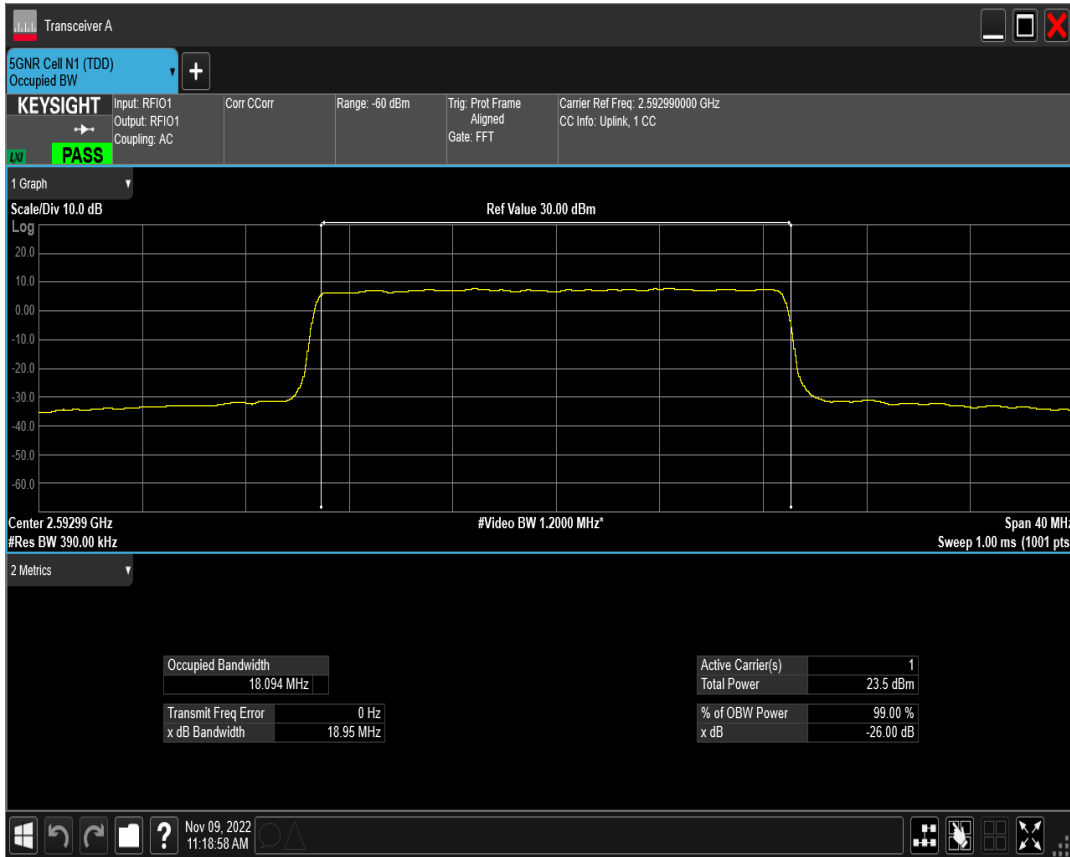 Transceiver A
5GNR Cell N1 (TDD)
Occupied BW
+
KEYSIGHT
LXI
PASS
Input: RFIO1
Output: RFIO1
Coupling: AC
Corr CCorr
Range: -60 dBm
Trig: Prot Frame
Aligned
Gate: FFT
Carrier Ref Freq: 2.592990000 GHz
CC Info: Uplink, 1 CC
1 Graph
Scale/Div 10.0 dB
Ref Value 30.00 dBm
Log
20.0
10.0
0.00
-10.0
-20.0
-30.0
-40.0
-50.0
-60.0
Center 2.59299 GHz
#Video BW 1.2000 MHz*
Span 40 MHz
#Res BW 390.00 kHz
Sweep 1.00 ms (1001 pts
2 Metrics
Occupied Bandwidth
18.094 MHz
Transmit Freq Error 0 Hz
x dB Bandwidth 18.95 MHz
Active Carrier(s) 1
Total Power 23.5 dBm
% of OBW Power 99.00 %
x dB -26.00 dB
?
Nov 09, 2022
11:18:58 AM